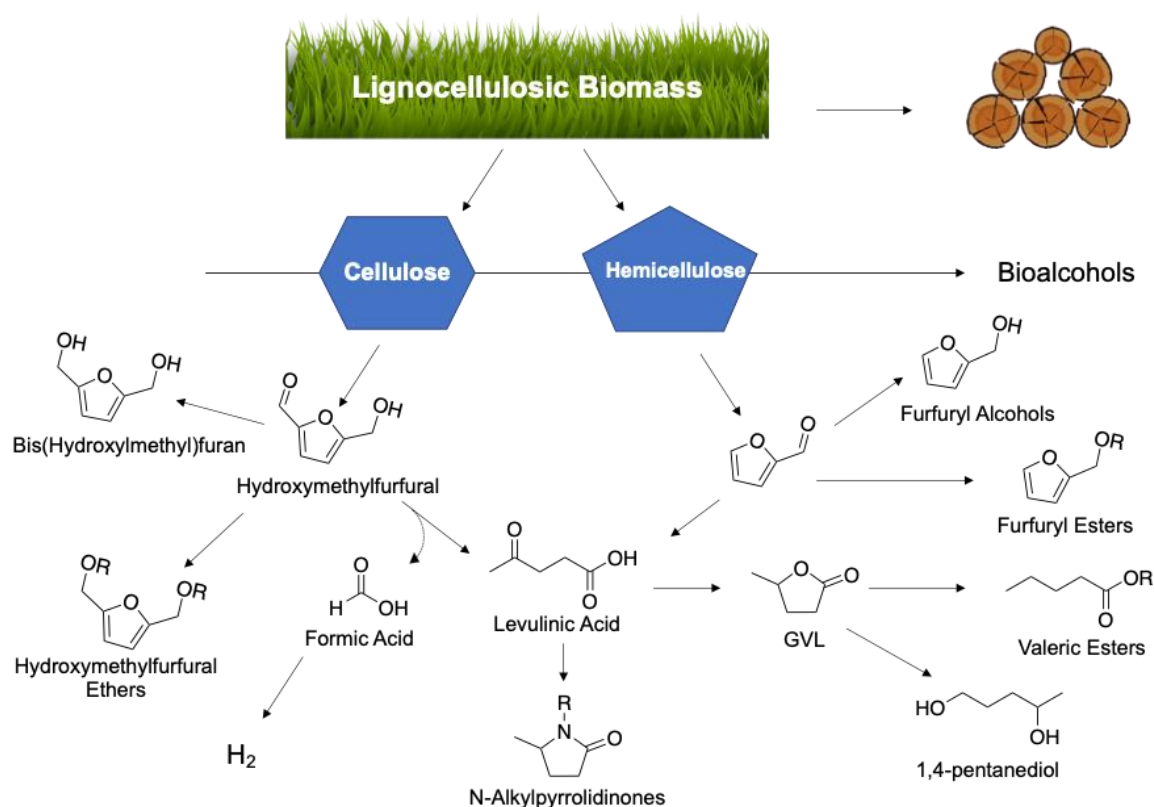 Lignocellulosic Biomass
Cellulose
Hemicellulose
Bioalcohols
OH
OH
O
Bis(Hydroxylmethyl)furan
O
O
OH
Hydroxymethylfurfural
O
O
O
OH
Furfuryl Alcohols
O
OR
Furfuryl Esters
OR
OR
O
Hydroxymethylfurfural
Ethers
O
H
OH
Formic Acid
H2
O
OH
O
Levulinic Acid
R
N
O
N-Alkylpyrrolidinones
O
O
GVL
OR
O
Valeric Esters
HO
OH
1,4-pentanediol